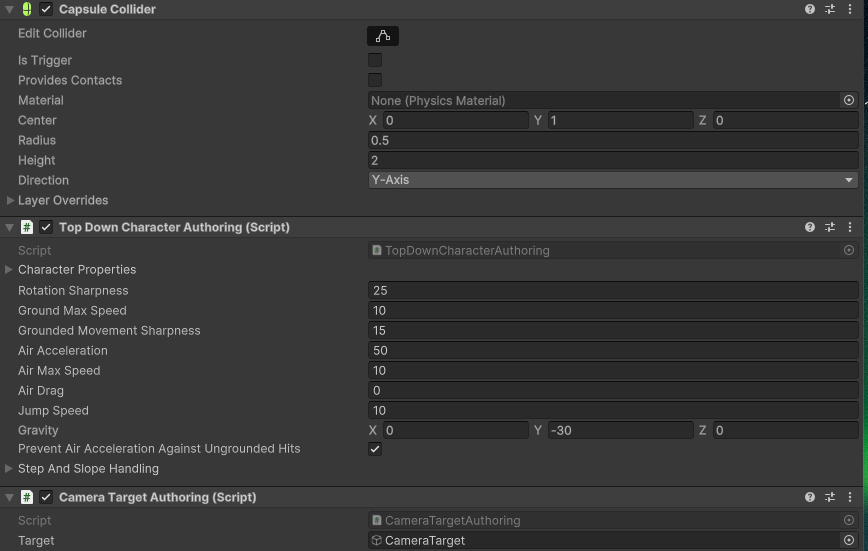 Capsule Collider
Edit Collider
Is Trigger
Provides Contacts
Material None (Physics Material)
Center X 0 Y 1 Z 0
Radius 0.5
Height 2
Direction Y-Axis
Layer Overrides
# Top Down Character Authoring (Script)
Script # TopDownCharacterAuthoring
Character Properties
Rotation Sharpness 25
Ground Max Speed 10
Grounded Movement Sharpness 15
Air Acceleration 50
Air Max Speed 10
Air Drag 0
Jump Speed 10
Gravity X 0 Y -30 Z 0
Prevent Air Acceleration Against Ungrounded Hits
Step And Slope Handling
# Camera Target Authoring (Script)
Script # CameraTargetAuthoring
Target CameraTarget